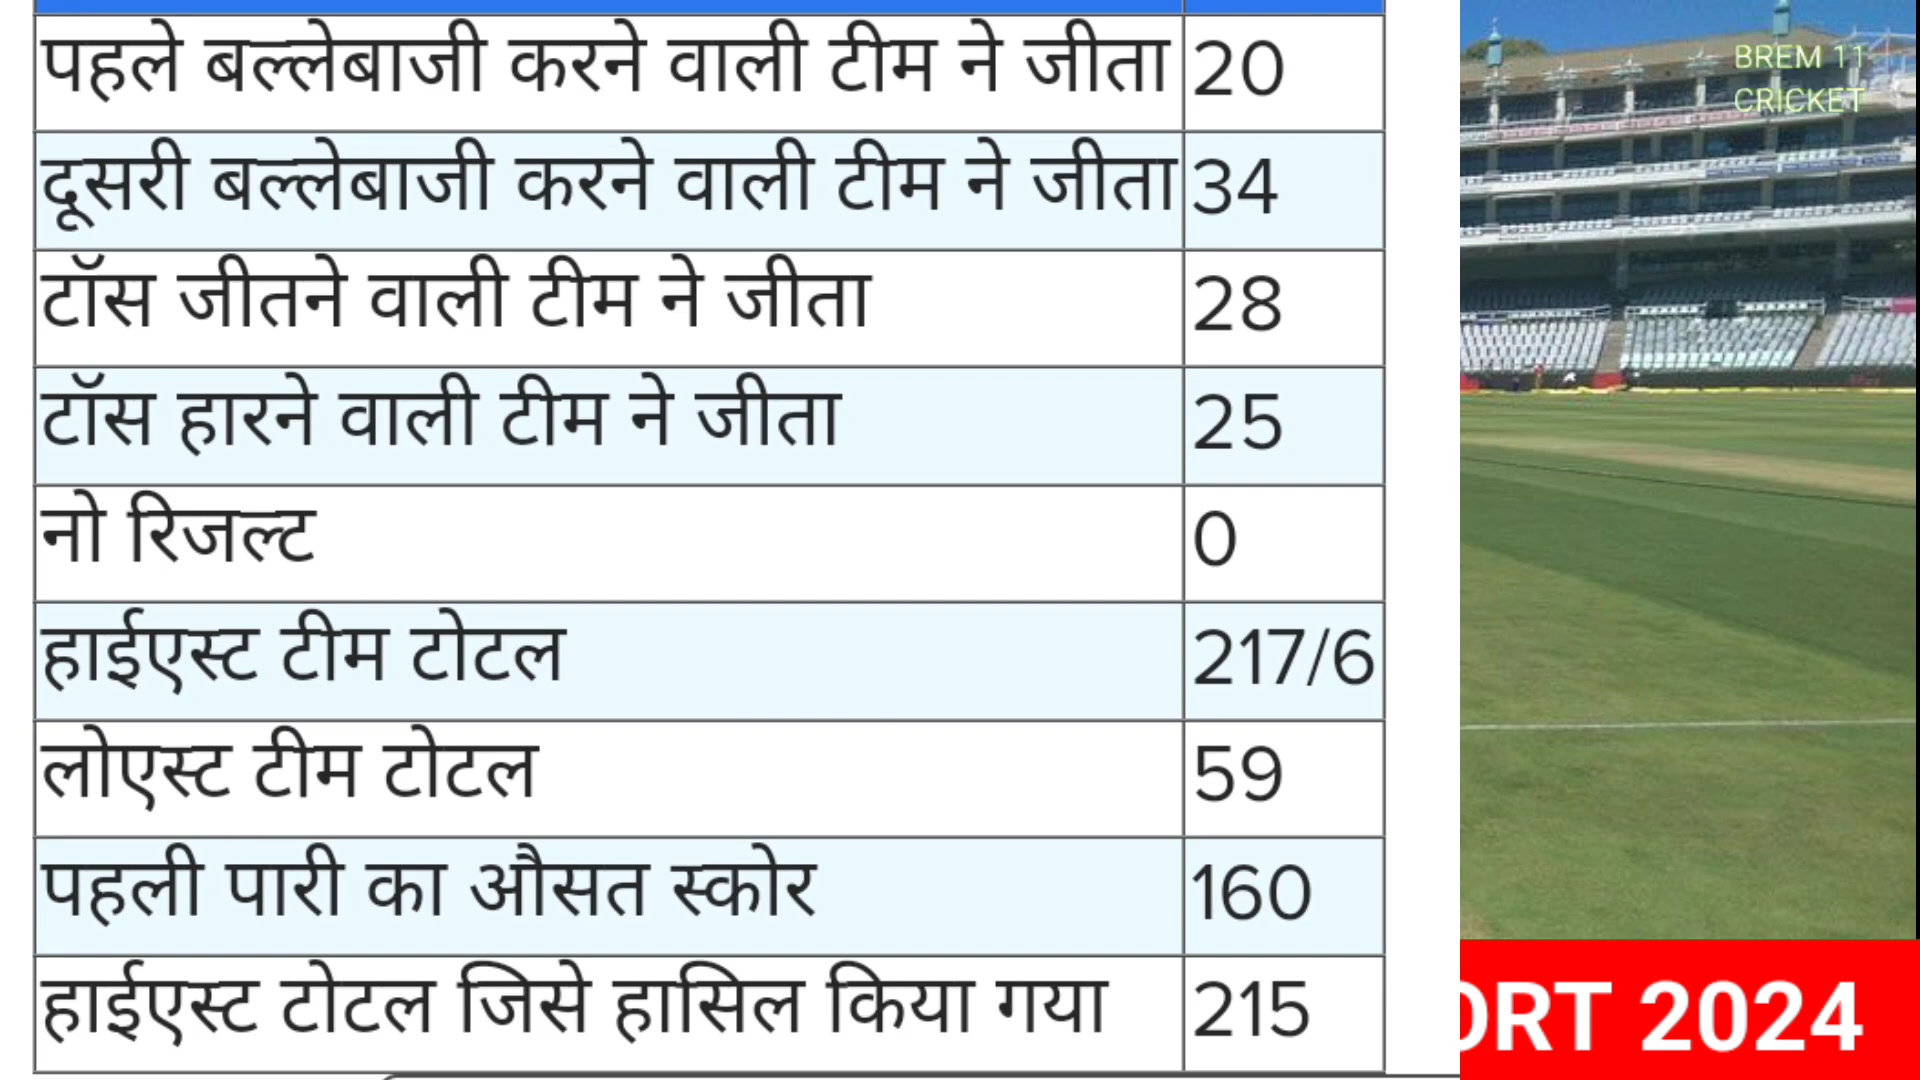 पहले बल्लेबाजी करने वाली टीम ने जीता 20
दूसरी बल्लेबाजी करने वाली टीम ने जीता 34
टॉस जीतने वाली टीम ने जीता 28
टॉस हारने वाली टीम ने जीता 25
नो रिजल्ट 0
हाईएस्ट टीम टोटल 217/6
लोएस्ट टीम टोटल 59
पहली पारी का औसत स्कोर 160
हाईएस्ट टोटल जिसे हासिल किया गया 215
BREM 11
CRICKET
ORT 2024